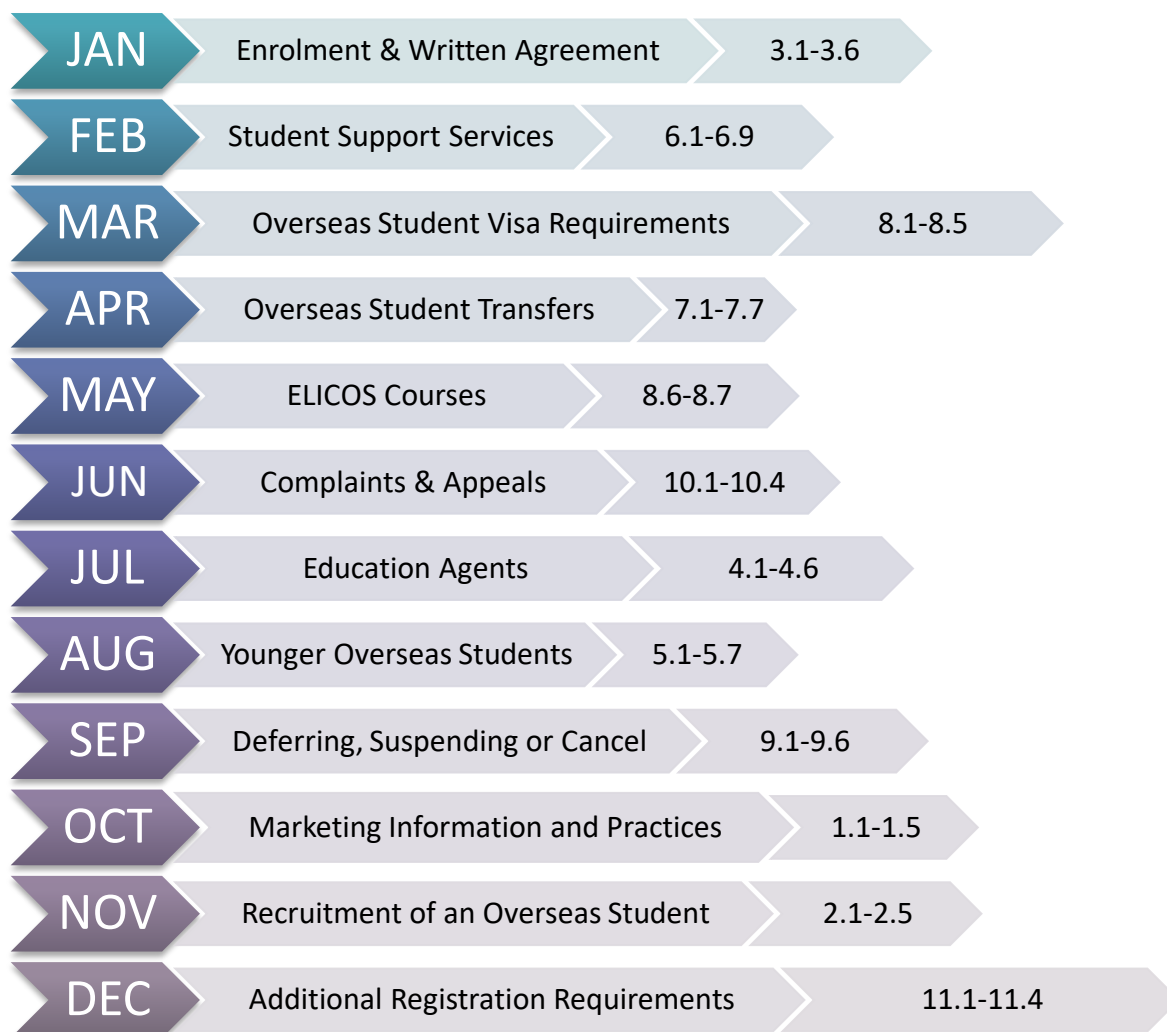 JAN Enrolment & Written Agreement 3.1-3.6
FEB Student Support Services 6.1-6.9
MAR Overseas Student Visa Requirements 8.1-8.5
APR Overseas Student Transfers 7.1-7.7
MAY ELICOS Courses 8.6-8.7
JUN Complaints & Appeals 10.1-10.4
JUL Education Agents 4.1-4.6
AUG Younger Overseas Students 5.1-5.7
SEP Deferring, Suspending or Cancel 9.1-9.6
OCT Marketing Information and Practices 1.1-1.5
NOV Recruitment of an Overseas Student 2.1-2.5
DEC Additional Registration Requirements 11.1-11.4